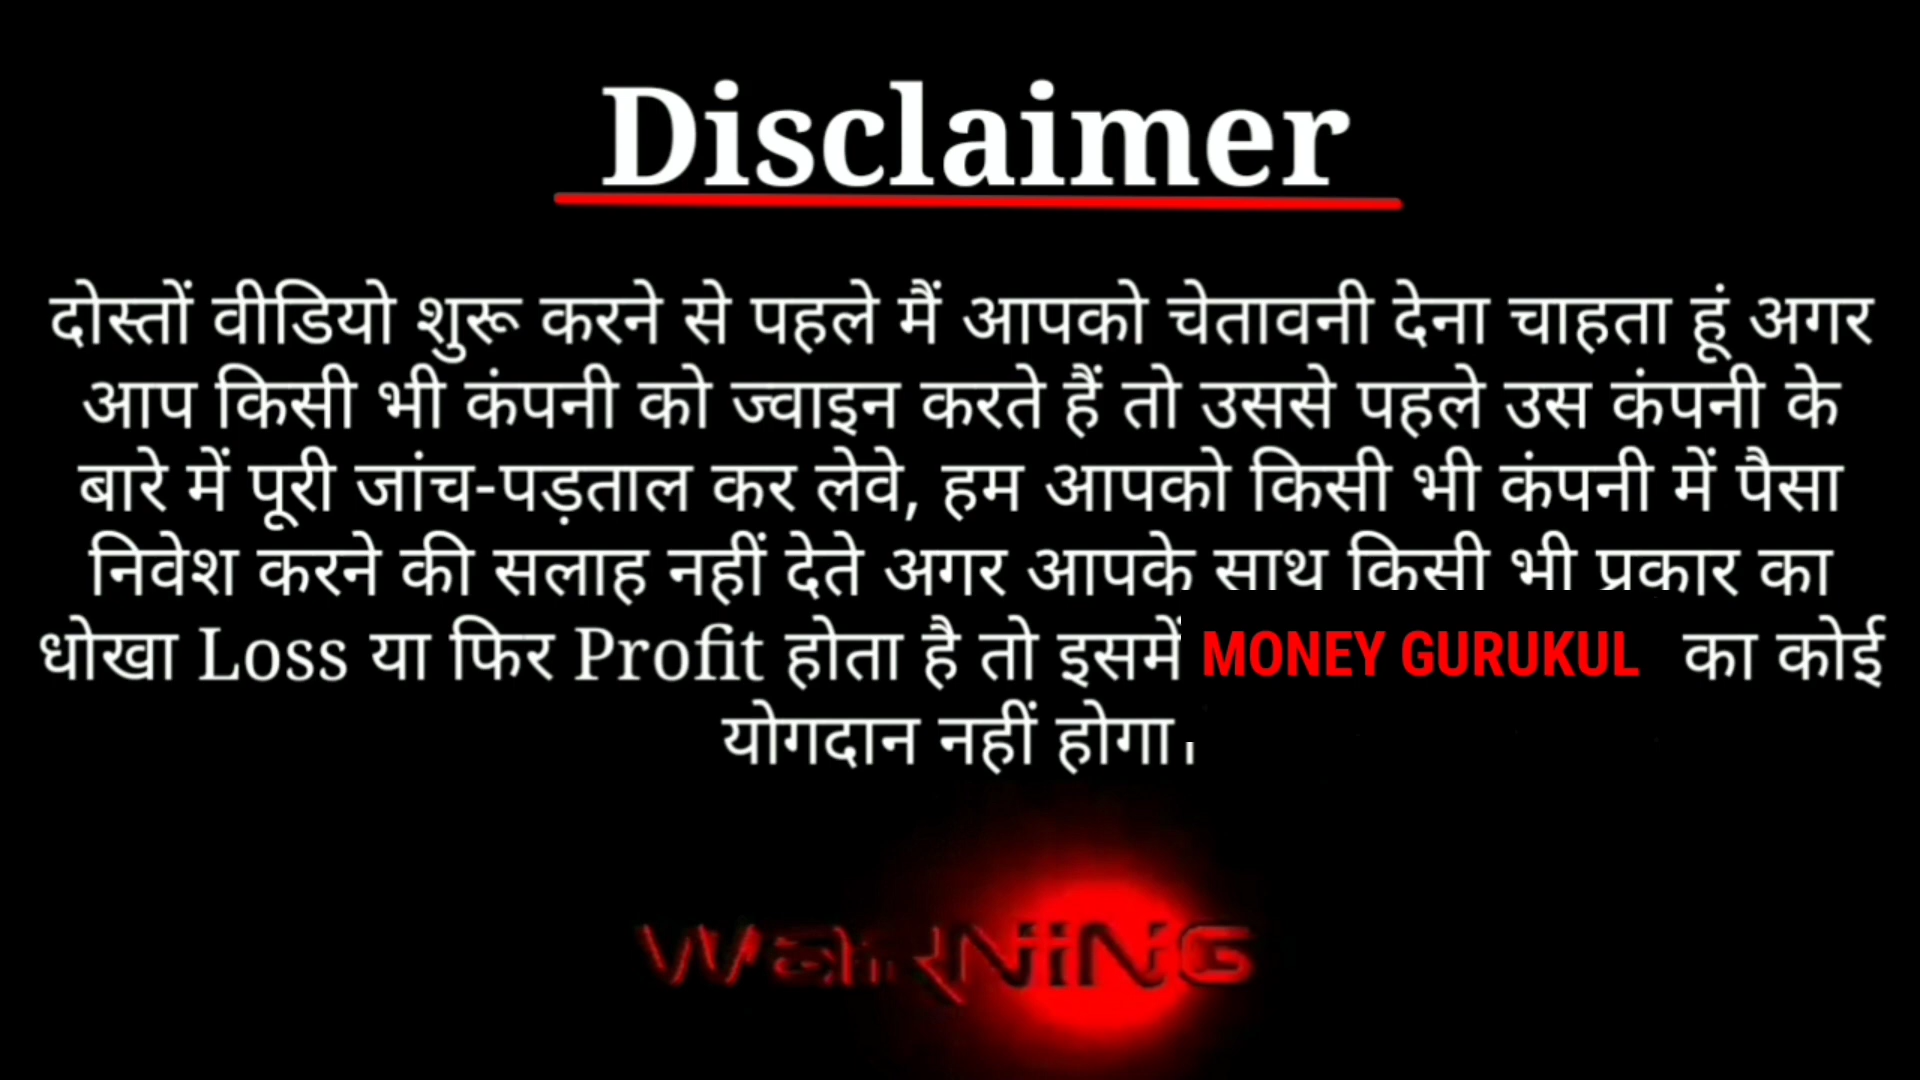 Disclaimer
दोस्तों वीडियो शुरू करने से पहले मैं आपको चेतावनी देना चाहता हूं अगर
आप किसी भी कंपनी को ज्वाइन करते हैं तो उससे पहले उस कंपनी के
बारे में पूरी जांच-पड़ताल कर लेवे, हम आपको किसी भी कंपनी में पैसा
निवेश करने की सलाह नहीं देते अगर आपके साथ किसी भी प्रकार का
धोखा Loss या फिर Profit होता है तो इसमें MONEY GURUKUL का कोई
योगदान नहीं होगा।
WARNiNG